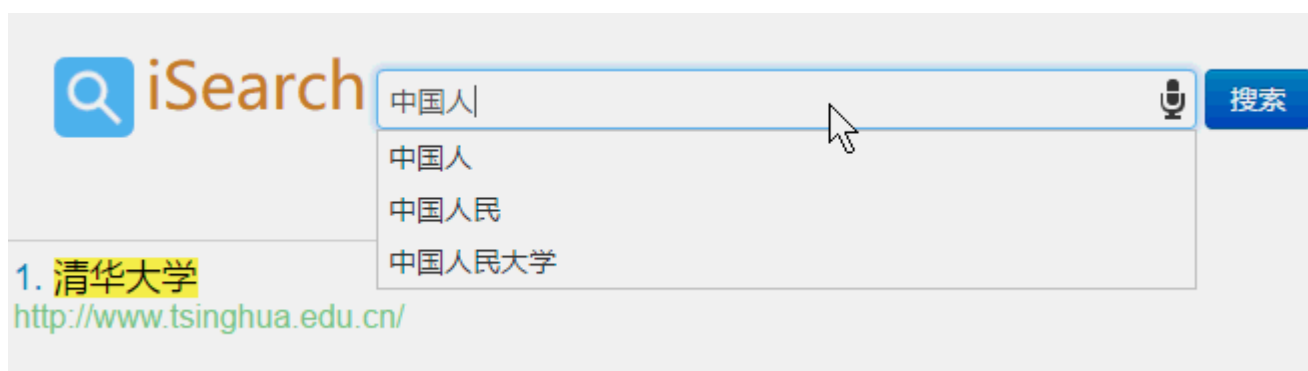 iSearch
中国人
搜索
中国人
中国人民
中国人民大学
1. 清华大学
http://www.tsinghua.edu.cn/